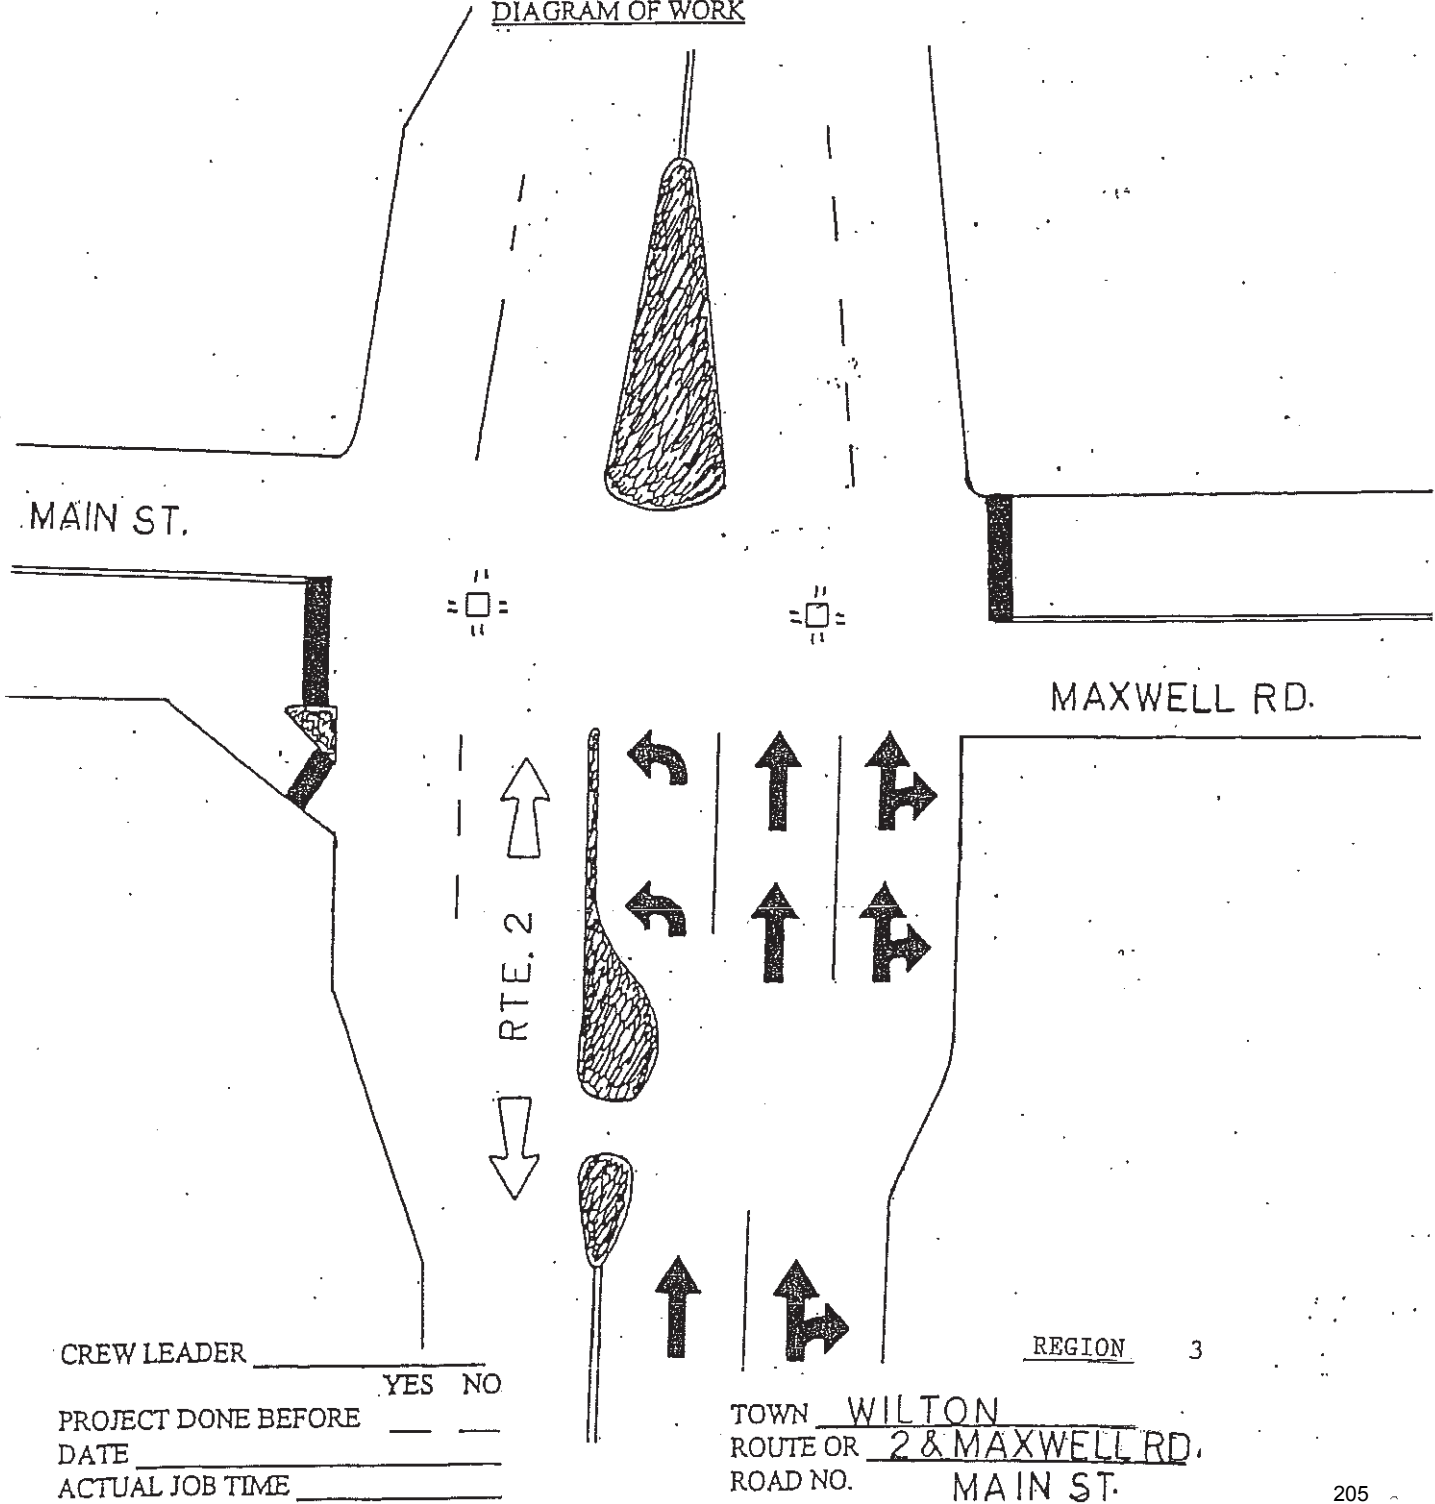 DIAGRAM OF WORK
MAIN ST.
MAXWELL RD.
RTE. 2
CREW LEADER
YES NO
PROJECT DONE BEFORE
DATE
ACTUAL JOB TIME
REGION 3
TOWN WILTON
ROUTE OR 2 & MAXWELL RD.
ROAD NO. MAIN ST.
205